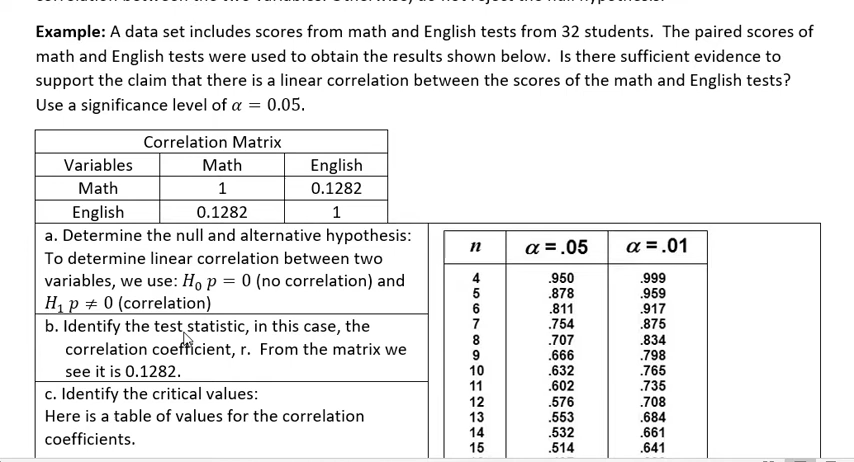 Example: A data set includes scores from math and English tests from 32 students. The paired scores of
math and English tests were used to obtain the results shown below. Is there sufficient evidence to
support the claim that there is a linear correlation between the scores of the math and English tests?
Use a significance level of α = 0.05.
Correlation Matrix
Variables Math English
Math 1 0.1282
English 0.1282 1
a. Determine the null and alternative hypothesis:
To determine linear correlation between two
variables, we use: H₀ p = 0 (no correlation) and
H₁ p ≠ 0 (correlation)
b. Identify the test statistic, in this case, the
correlation coefficient, r. From the matrix we
see it is 0.1282.
c. Identify the critical values:
Here is a table of values for the correlation
coefficients.
n α = .05 α = .01
4 .950 .999
5 .878 .959
6 .811 .917
7 .754 .875
8 .707 .834
9 .666 .798
10 .632 .765
11 .602 .735
12 .576 .708
13 .553 .684
14 .532 .661
15 .514 .641